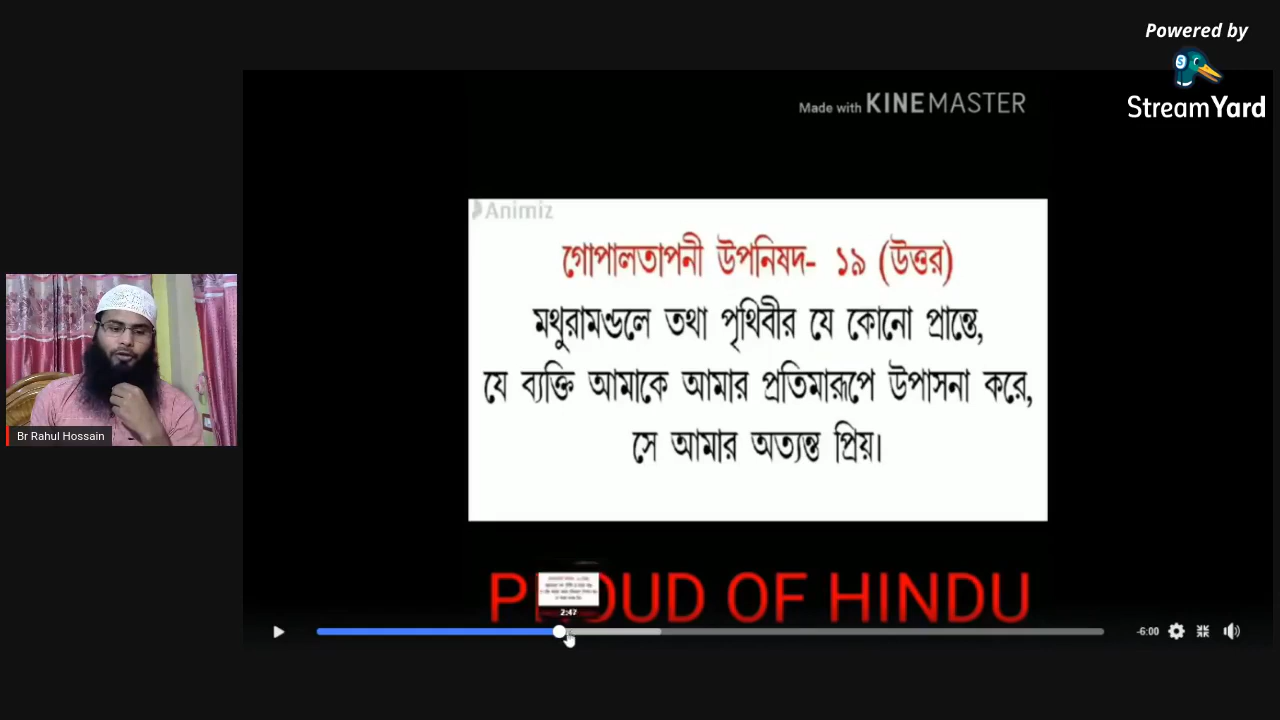 Powered by
StreamYard
Made with KINEMASTER
Animiz
গোপালতাপনী উপনিষদ- ১৯ (উত্তর)
মথুরামণ্ডলে তথা পৃথিবীর যে কোনো প্রান্তে,
যে ব্যক্তি আমাকে আমার প্রতিমারূপে উপাসনা করে,
সে আমার অত্যন্ত প্রিয়।
Br Rahul Hossain
OUD OF HINDU
2:47
-6:00